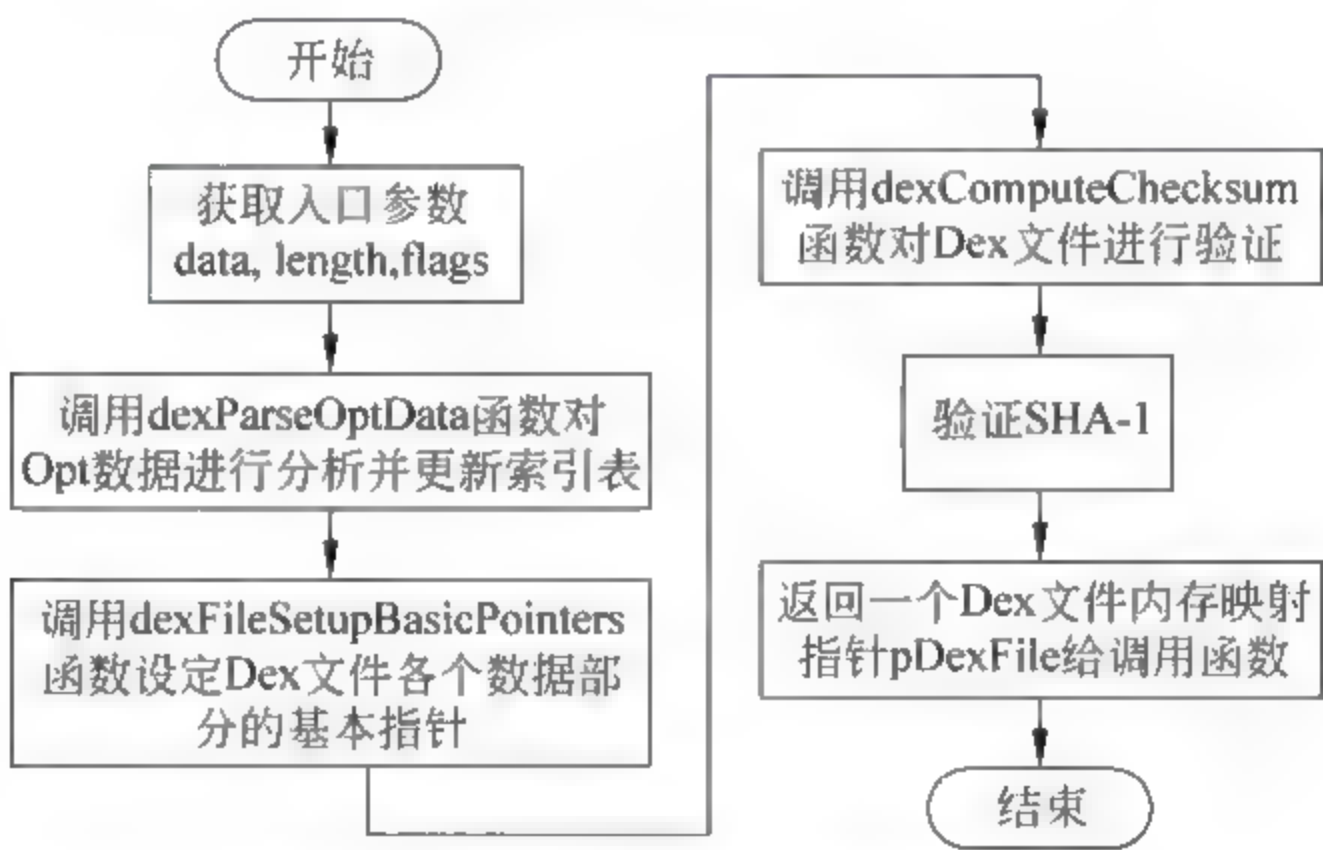 开始
获取入口参数
data, length,flags
调用dexParseOptData函数对
Opt数据进行分析并更新索引表
调用dexFileSetupBasicPointers
函数设定Dex文件各个数据部
分的基本指针
调用dexComputeChecksum
函数对Dex文件进行验证
验证SHA-1
返回一个Dex文件内存映射
指针pDexFile给调用函数
结束